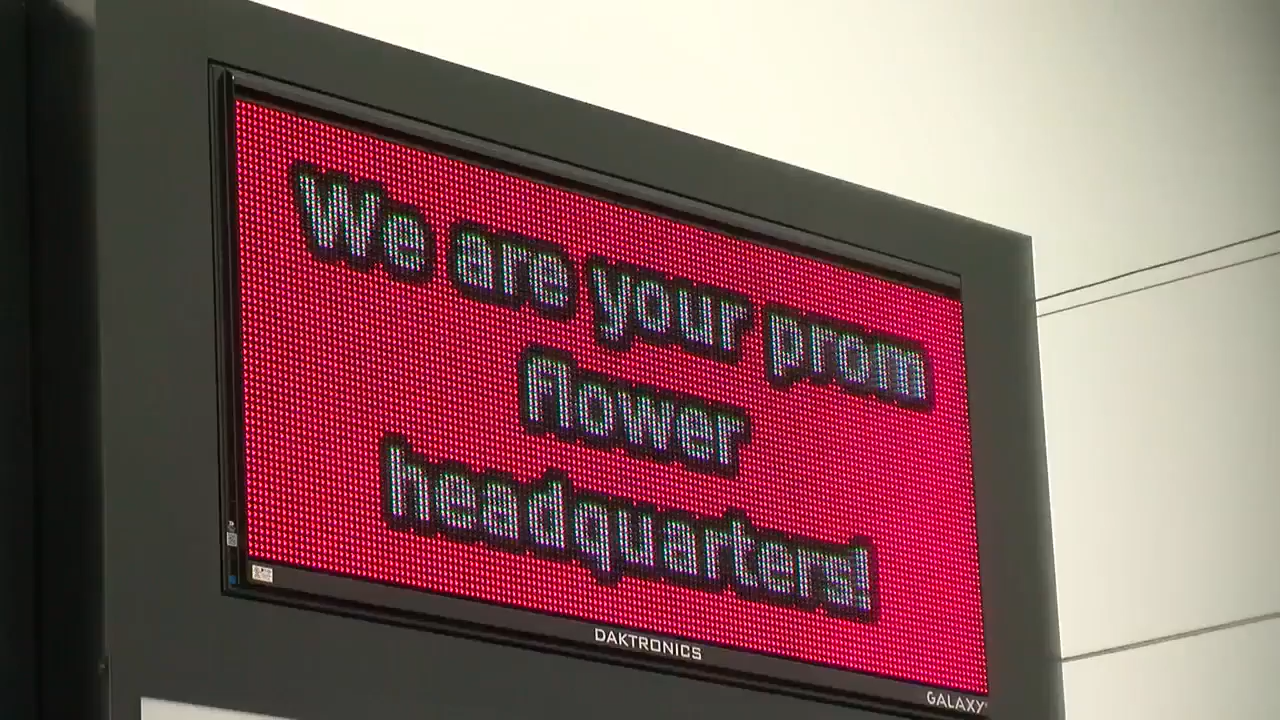 We are your prom
flower
headquarters!
DAKTRONICS
GALAXY